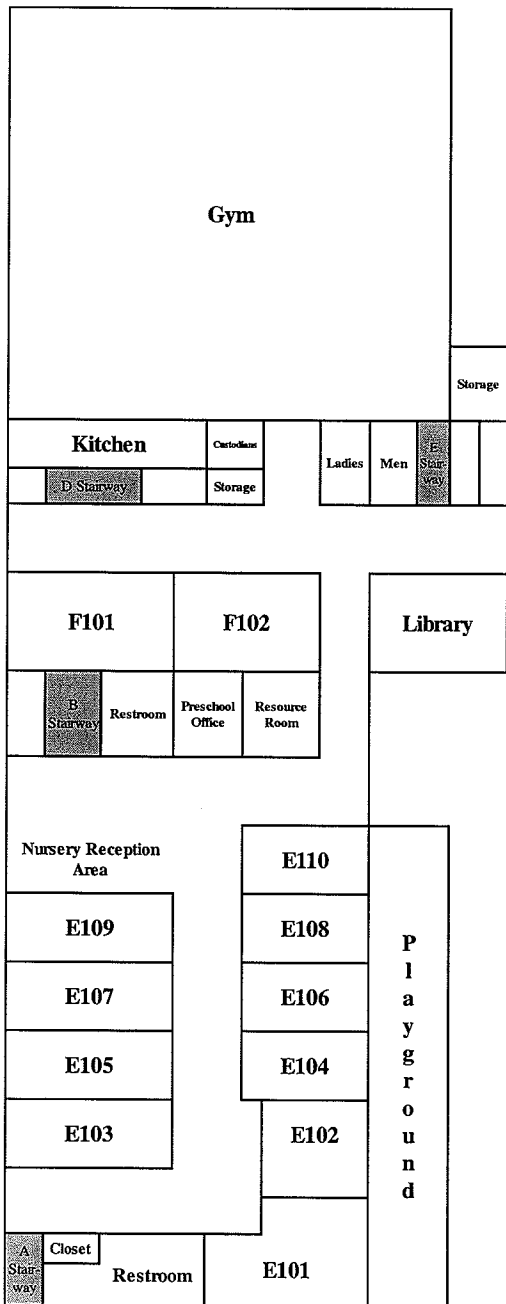 Gym
Storage
Kitchen
Custodians
Ladies
Men
E
Stair-
way
D Stairway
Storage
F101
F102
Library
B
Stairway
Restroom
Preschool
Office
Resource
Room
Nursery Reception
Area
E110
E109
E108
E107
E106
E105
E104
E103
E102
P
l
a
y
g
r
o
u
n
d
A
Stair-
way
Closet
Restroom
E101